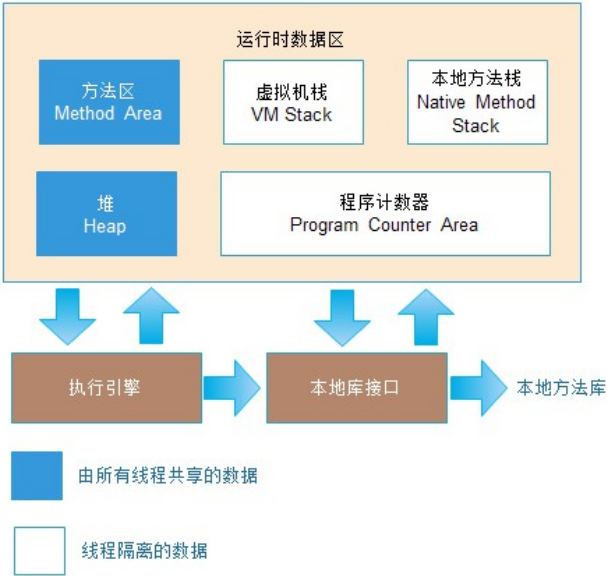 运行时数据区
方法区
Method Area
虚拟机栈
VM Stack
本地方法栈
Native Method
Stack
堆
Heap
程序计数器
Program Counter Area
执行引擎
本地库接口
本地方法库
由所有线程共享的数据
线程隔离的数据